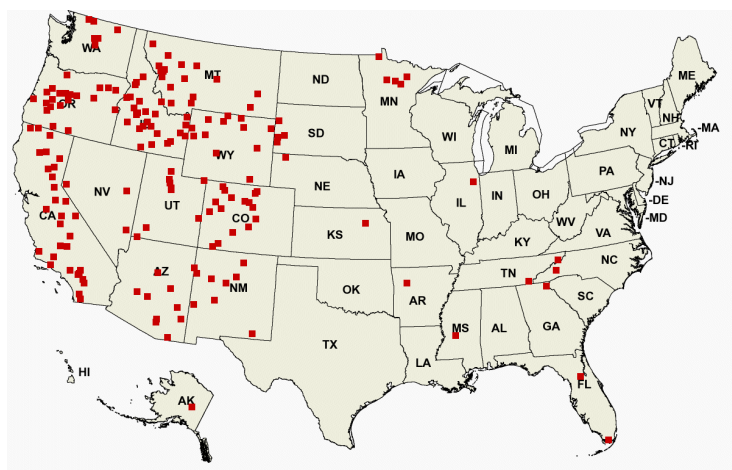 WA
MT
ND
MN
ME
VT
NH
-MA
OR
ID
WY
SD
WI
MI
NY
CT
-RI
NV
UT
CO
NE
IA
IL
IN
OH
PA
-NJ
-DE
-MD
CA
KS
MO
KY
WV
VA
AZ
NM
OK
AR
TN
NC
SC
TX
LA
MS
AL
GA
FL
HI
AK